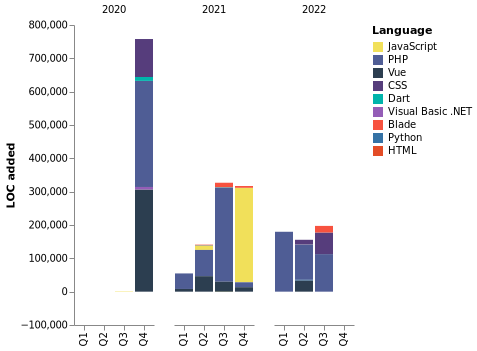 2020 2021 2022
800,000
700,000
600,000
500,000
400,000
300,000
200,000
100,000
0
−100,000
LOC added
Q1 Q2 Q3 Q4 Q1 Q2 Q3 Q4 Q1 Q2 Q3 Q4
Language
JavaScript
PHP
Vue
CSS
Dart
Visual Basic .NET
Blade
Python
HTML